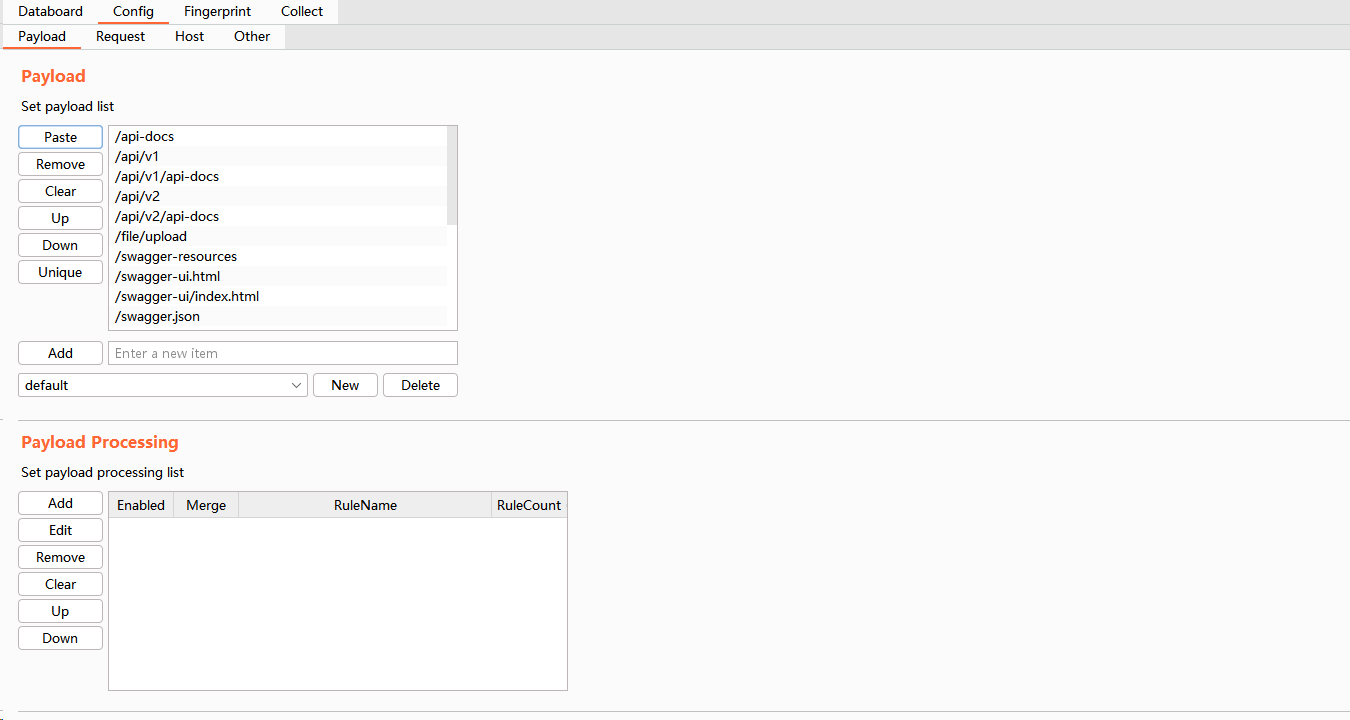 Databoard Config Fingerprint Collect
Payload Request Host Other
Payload
Set payload list
Paste
Remove
Clear
Up
Down
Unique
/api-docs
/api/v1
/api/v1/api-docs
/api/v2
/api/v2/api-docs
/file/upload
/swagger-resources
/swagger-ui.html
/swagger-ui/index.html
/swagger.json
Add Enter a new item
default New Delete
Payload Processing
Set payload processing list
Add
Edit
Remove
Clear
Up
Down
Enabled Merge RuleName RuleCount